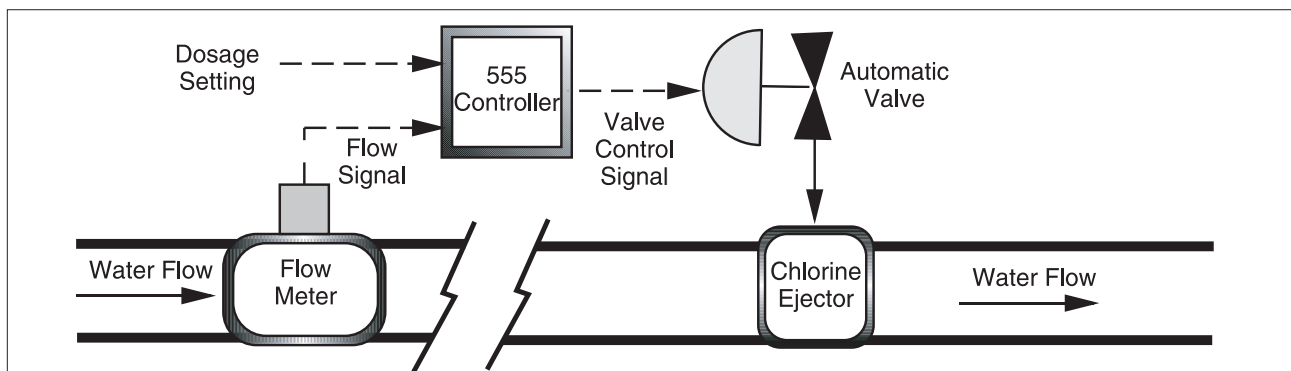 Dosage
Setting
555
Controller
Automatic
Valve
Flow
Signal
Valve
Control
Signal
Water Flow
Flow
Meter
Chlorine
Ejector
Water Flow